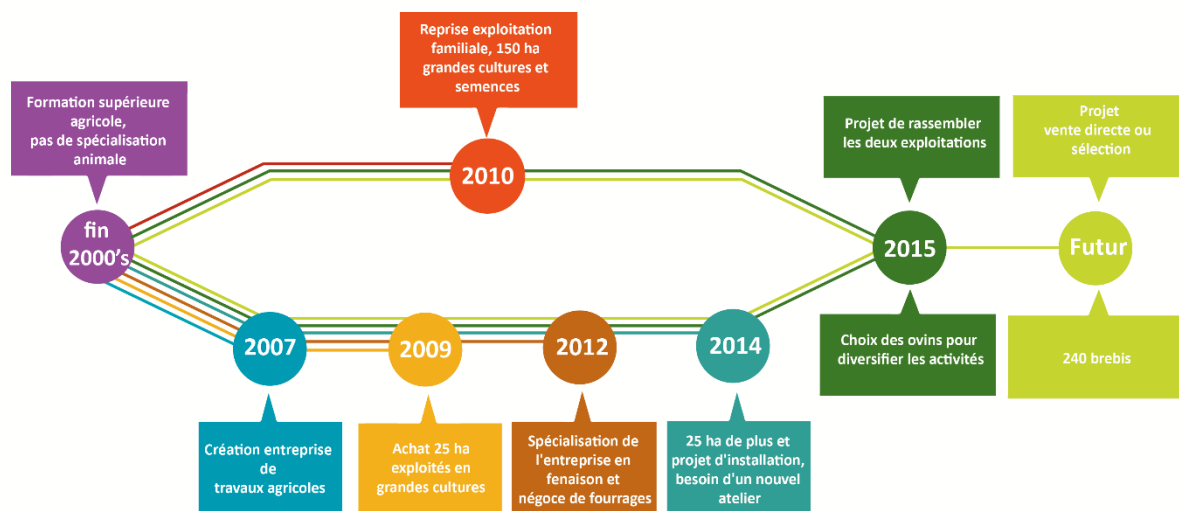 Reprise exploitation
familiale, 150 ha
grandes cultures et
semences
Formation supérieure
agricole,
pas de spécialisation
animale
Projet de rassembler
les deux exploitations
Projet
vente directe ou
sélection
2010
fin
2000's
2015
Futur
2007
2009
2012
2014
Choix des ovins pour
diversifier les activités
240 brebis
Création entreprise
de
travaux agricoles
Achat 25 ha
exploités en
grandes cultures
Spécialisation de
l'entreprise en
fenaison et
négoce de fourrages
25 ha de plus et
projet d'installation,
besoin d'un nouvel
atelier